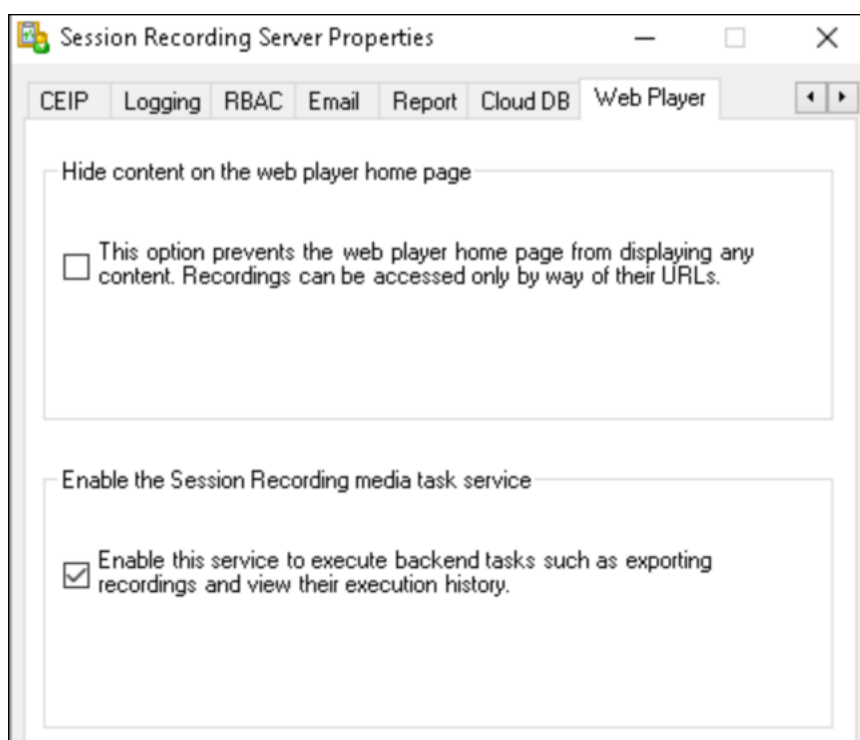 Session Recording Server Properties
CEIP Logging RBAC Email Report Cloud DB Web Player
Hide content on the web player home page
This option prevents the web player home page from displaying any
content. Recordings can be accessed only by way of their URLs.
Enable the Session Recording media task service
Enable this service to execute backend tasks such as exporting
recordings and view their execution history.